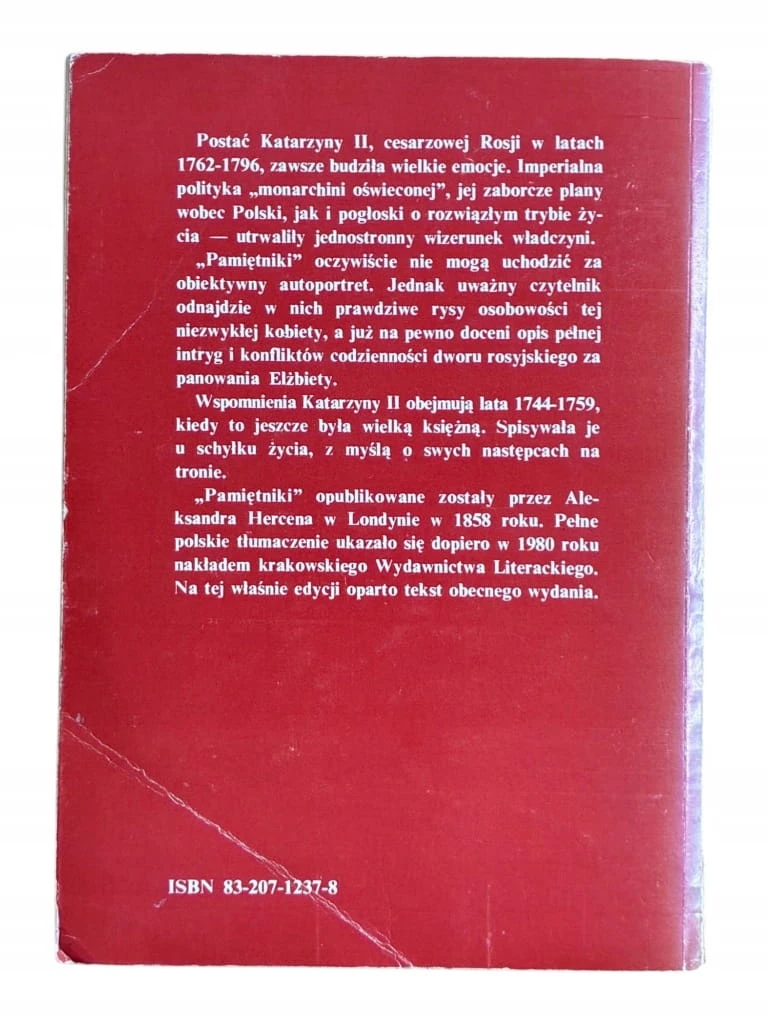 Postać Katarzyny II, cesarzowej Rosji w latach
1762-1796, zawsze budziła wielkie emocje. Imperialna
polityka „monarchini oświeconej”, jej zaborcze plany
wobec Polski, jak i pogłoski o rozwiązłym trybie ży-
cia — utrwaliły jednostronny wizerunek władczyni.
„Pamiętniki” oczywiście nie mogą uchodzić za
obiektywny autoportret. Jednak uważny czytelnik
odnajdzie w nich prawdziwe rysy osobowości tej
niezwykłej kobiety, a już na pewno doceni opis pełnej
intryg i konfliktów codzienności dworu rosyjskiego za
panowania Elżbiety.
Wspomnienia Katarzyny II obejmują lata 1744-1759,
kiedy to jeszcze była wielką księżną. Spisywała je
u schyłku życia, z myślą o swych następcach na
tronie.
„Pamiętniki” opublikowane zostały przez Ale-
ksandra Hercena w Londynie w 1858 roku. Pełne
polskie tłumaczenie ukazało się dopiero w 1980 roku
nakładem krakowskiego Wydawnictwa Literackiego.
Na tej właśnie edycji oparto tekst obecnego wydania.
ISBN 83-207-1237-8